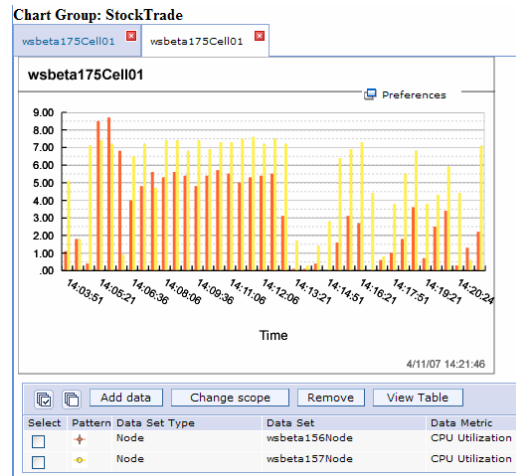 Chart Group: StockTrade
wsbeta175Cell01 wsbeta175Cell01
wsbeta175Cell01
Preferences
9.00
8.00
7.00
6.00
5.00
4.00
3.00
2.00
1.00
.00
14:03:51 14:05:21 14:06:36 14:08:06 14:09:36 14:11:06 14:12:06 14:13:21 14:14:51 14:16:21 14:17:51 14:19:21 14:20:24
Time
4/11/07 14:21:46
Add data Change scope Remove View Table
Select Pattern Data Set Type Data Set Data Metric
Node wsbeta156Node CPU Utilization
Node wsbeta157Node CPU Utilization